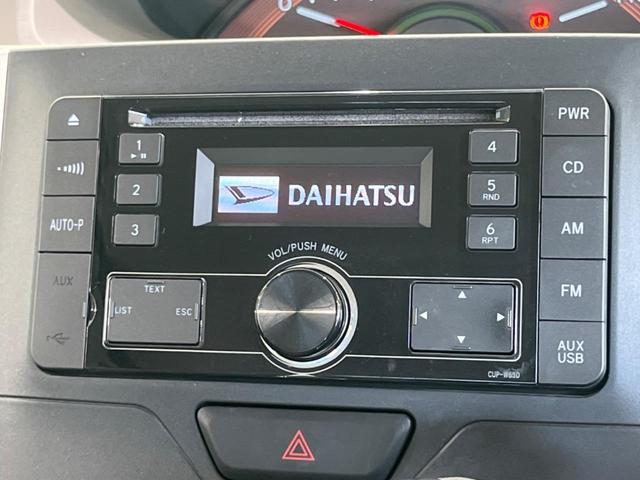 PWR
1
4
CD
2
DAIHATSU
5
RND
AUTO-P
3
6
RPT
AM
VOL/PUSH MENU
AUX
TEXT
LIST
ESC
FM
AUX
USB
CUP-W65D